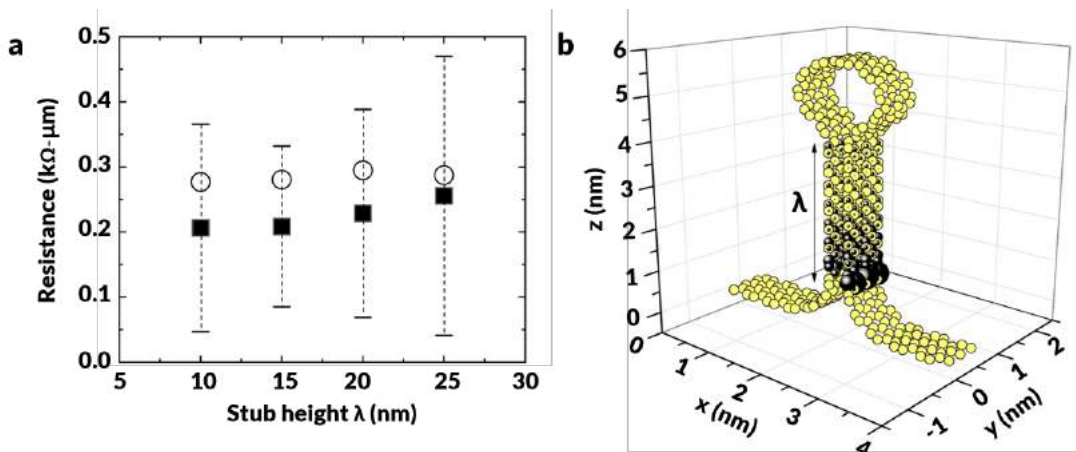 a
0.5
0.4
0.3
0.2
0.1
0.0
Resistance (kΩ-μm)
5 10 15 20 25 30
Stub height λ (nm)
b
6
5
4
3
2
1
0
z (nm)
λ
0 1 2 3 4
x (nm)
-1 0 1 2
y (nm)